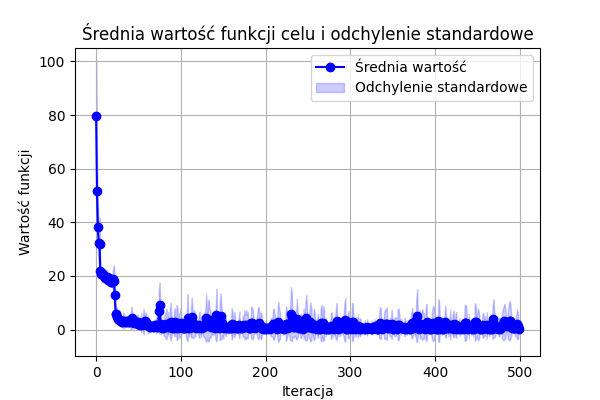 Średnia wartość funkcji celu i odchylenie standardowe
Średnia wartość
Odchylenie standardowe
Wartość funkcji
100
80
60
40
20
0
0 100 200 300 400 500
Iteracja